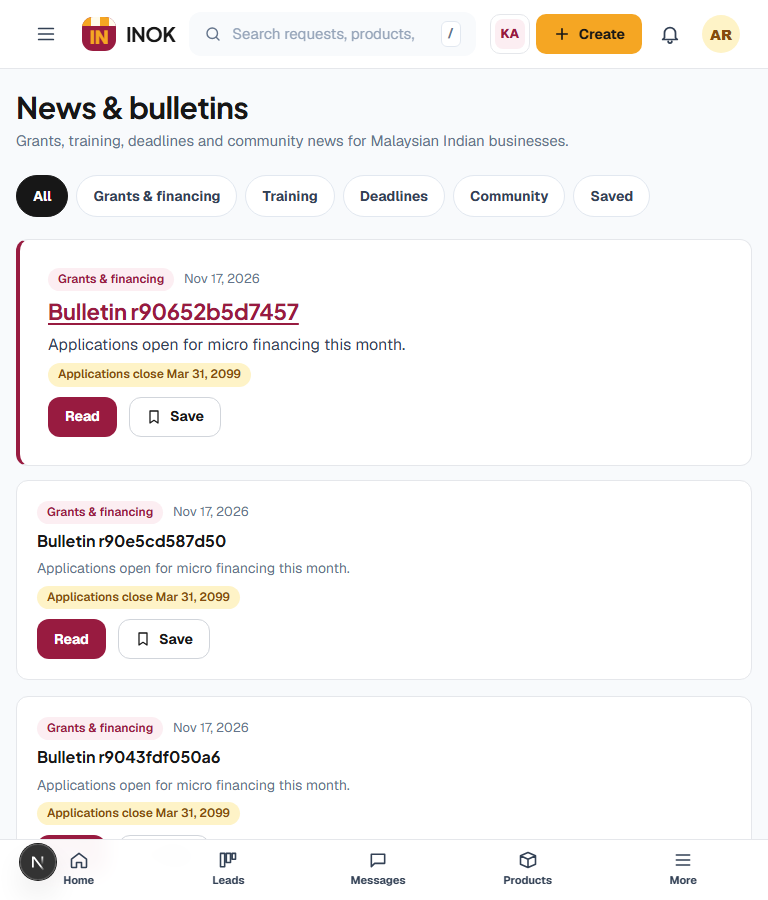 IN INOK Search requests, products, / KA + Create AR
News & bulletins
Grants, training, deadlines and community news for Malaysian Indian businesses.
All Grants & financing Training Deadlines Community Saved
Grants & financing Nov 17, 2026
Bulletin r90652b5d7457
Applications open for micro financing this month.
Applications close Mar 31, 2099
Read Save
Grants & financing Nov 17, 2026
Bulletin r90e5cd587d50
Applications open for micro financing this month.
Applications close Mar 31, 2099
Read Save
Grants & financing Nov 17, 2026
Bulletin r9043fdf050a6
Applications open for micro financing this month.
Applications close Mar 31, 2099
N Home Leads Messages Products More